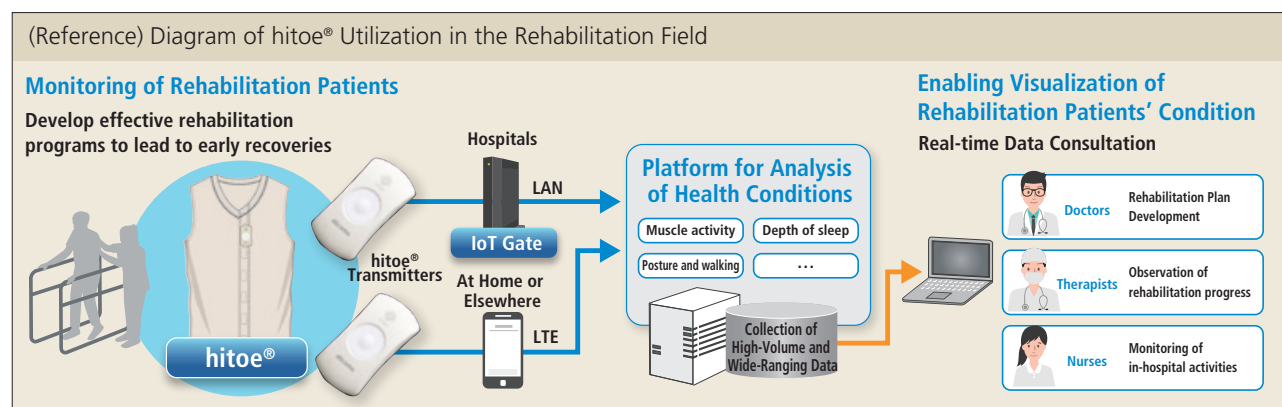 (Reference) Diagram of hitoe® Utilization in the Rehabilitation Field
Monitoring of Rehabilitation Patients
Develop effective rehabilitation
programs to lead to early recoveries
hitoe®
hitoe®
Transmitters
Hospitals
LAN
IoT Gate
At Home or
Elsewhere
LTE
Platform for Analysis
of Health Conditions
Muscle activity
Depth of sleep
Posture and walking
...
Collection of
High-Volume and
Wide-Ranging Data
Enabling Visualization of
Rehabilitation Patients’ Condition
Real-time Data Consultation
Doctors
Rehabilitation Plan
Development
Therapists
Observation of
rehabilitation progress
Nurses
Monitoring of
in-hospital activities